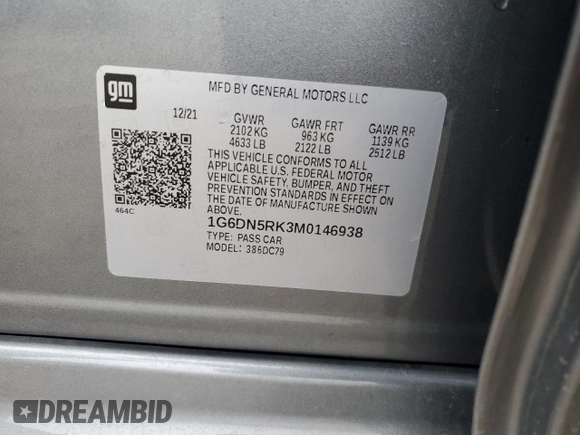 gm
MFD BY GENERAL MOTORS LLC
12/21
GVWR GAWR FRT GAWR RR
2102 KG 963 KG 1139 KG
4633 LB 2122 LB 2512 LB
THIS VEHICLE CONFORMS TO ALL
APPLICABLE U.S. FEDERAL MOTOR
VEHICLE SAFETY, BUMPER, AND THEFT
PREVENTION STANDARDS IN EFFECT ON
THE DATE OF MANUFACTURE SHOWN
ABOVE.
464C
1G6DN5RK3M0146938
TYPE: PASS CAR
MODEL: 386DC79
DREAMBID